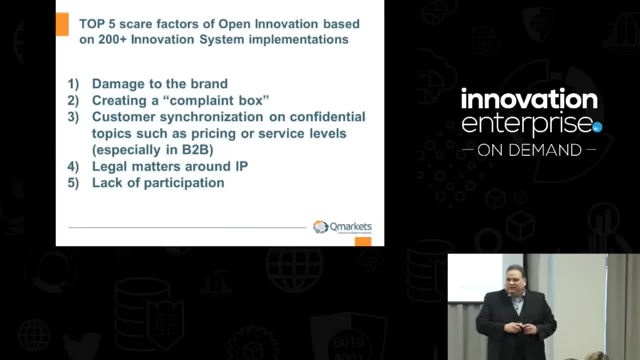 TOP 5 scare factors of Open Innovation based
on 200+ Innovation System implementations
1) Damage to the brand
2) Creating a “complaint box”
3) Customer synchronization on confidential
topics such as pricing or service levels
(especially in B2B)
4) Legal matters around IP
5) Lack of participation
Qmarkets
innovation
enterprise
ON DEMAND